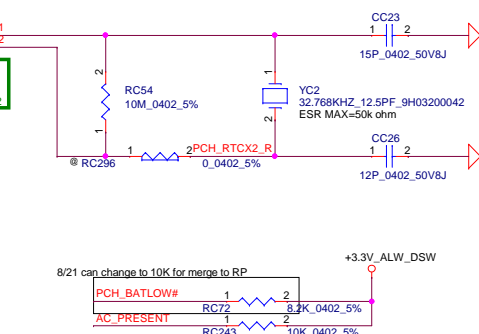 CC23
1 2
1
2
15P_0402_50V8J
2
RC54
10M_0402_5%
1
1
YC2
32.768KHZ_12.5PF_9H03200042
ESR MAX=50k ohm
2
CC26
1 2
12P_0402_50V8J
1 2 PCH_RTCX2_R
@ RC296
0_0402_5%
+3.3V_ALW_DSW
8/21 can change to 10K for merge to RP
PCH_BATLOW#
1 2
RC72 8.2K_0402_5%
AC_PRESENT
1 2
RC243 10K_0402_5%